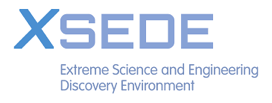 XSEDE
Extreme Science and Engineering
Discovery Environment